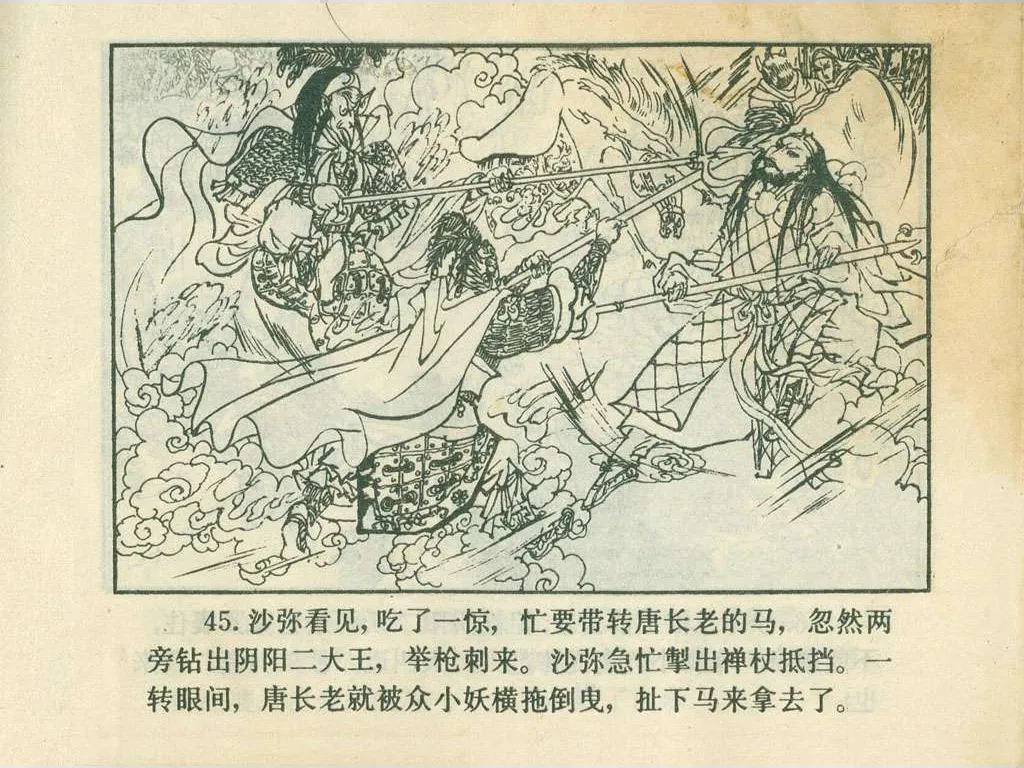 45. 沙弥看见，吃了一惊，忙要带转唐长老的马，忽然两
旁钻出阴阳二大王，举枪刺来。沙弥急忙掣出禅杖抵挡。一
转眼间，唐长老就被众小妖横拖倒曳，扯下马来拿去了。